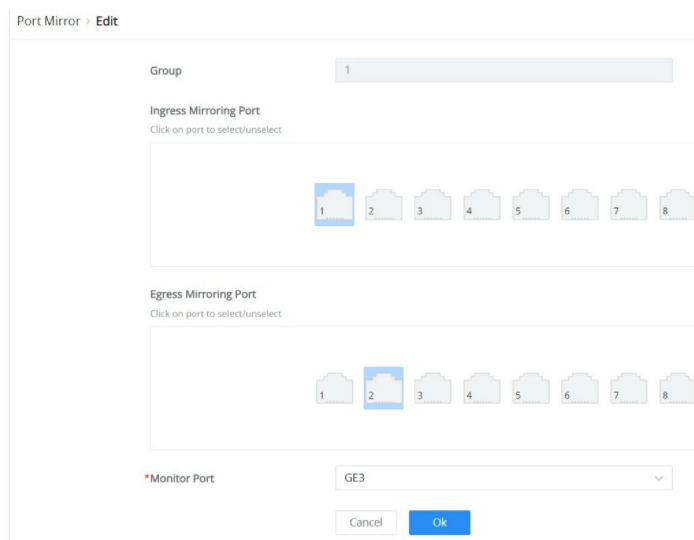 Port Mirror > Edit
Group 1
Ingress Mirroring Port
Click on port to select/unselect
1 2 3 4 5 6 7 8
Egress Mirroring Port
Click on port to select/unselect
1 2 3 4 5 6 7 8
*Monitor Port GE3
Cancel Ok